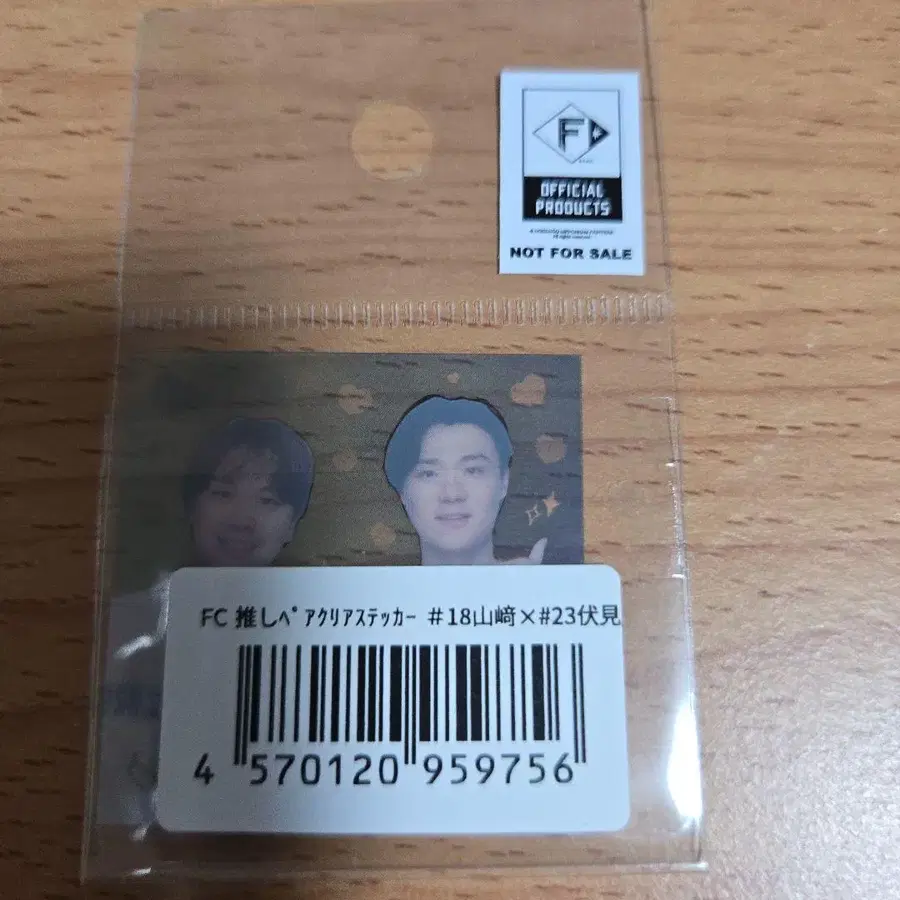 F
OFFICIAL
PRODUCTS
NOT FOR SALE
FC 推しペ゚アクリアステッカー #18山﨑×#23伏見
4 570120 959756